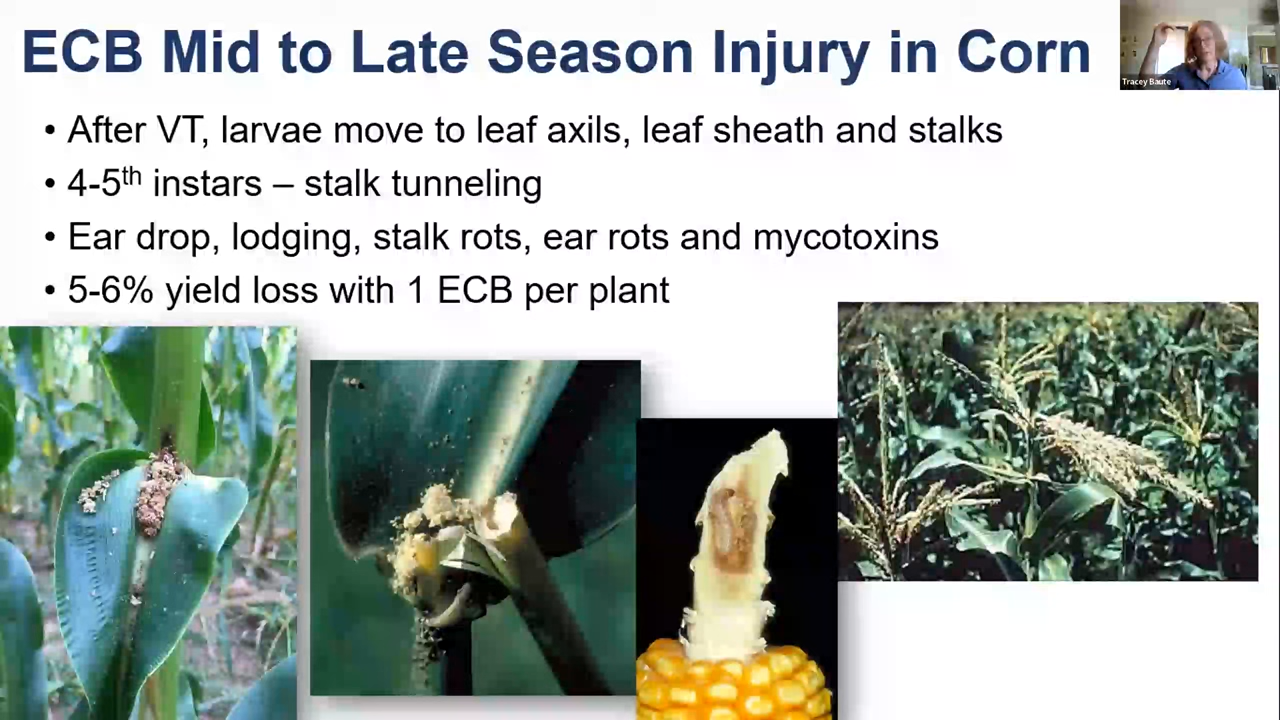 ECB Mid to Late Season Injury in Corn
Tracey Baute
• After VT, larvae move to leaf axils, leaf sheath and stalks
• 4-5th instars – stalk tunneling
• Ear drop, lodging, stalk rots, ear rots and mycotoxins
• 5-6% yield loss with 1 ECB per plant